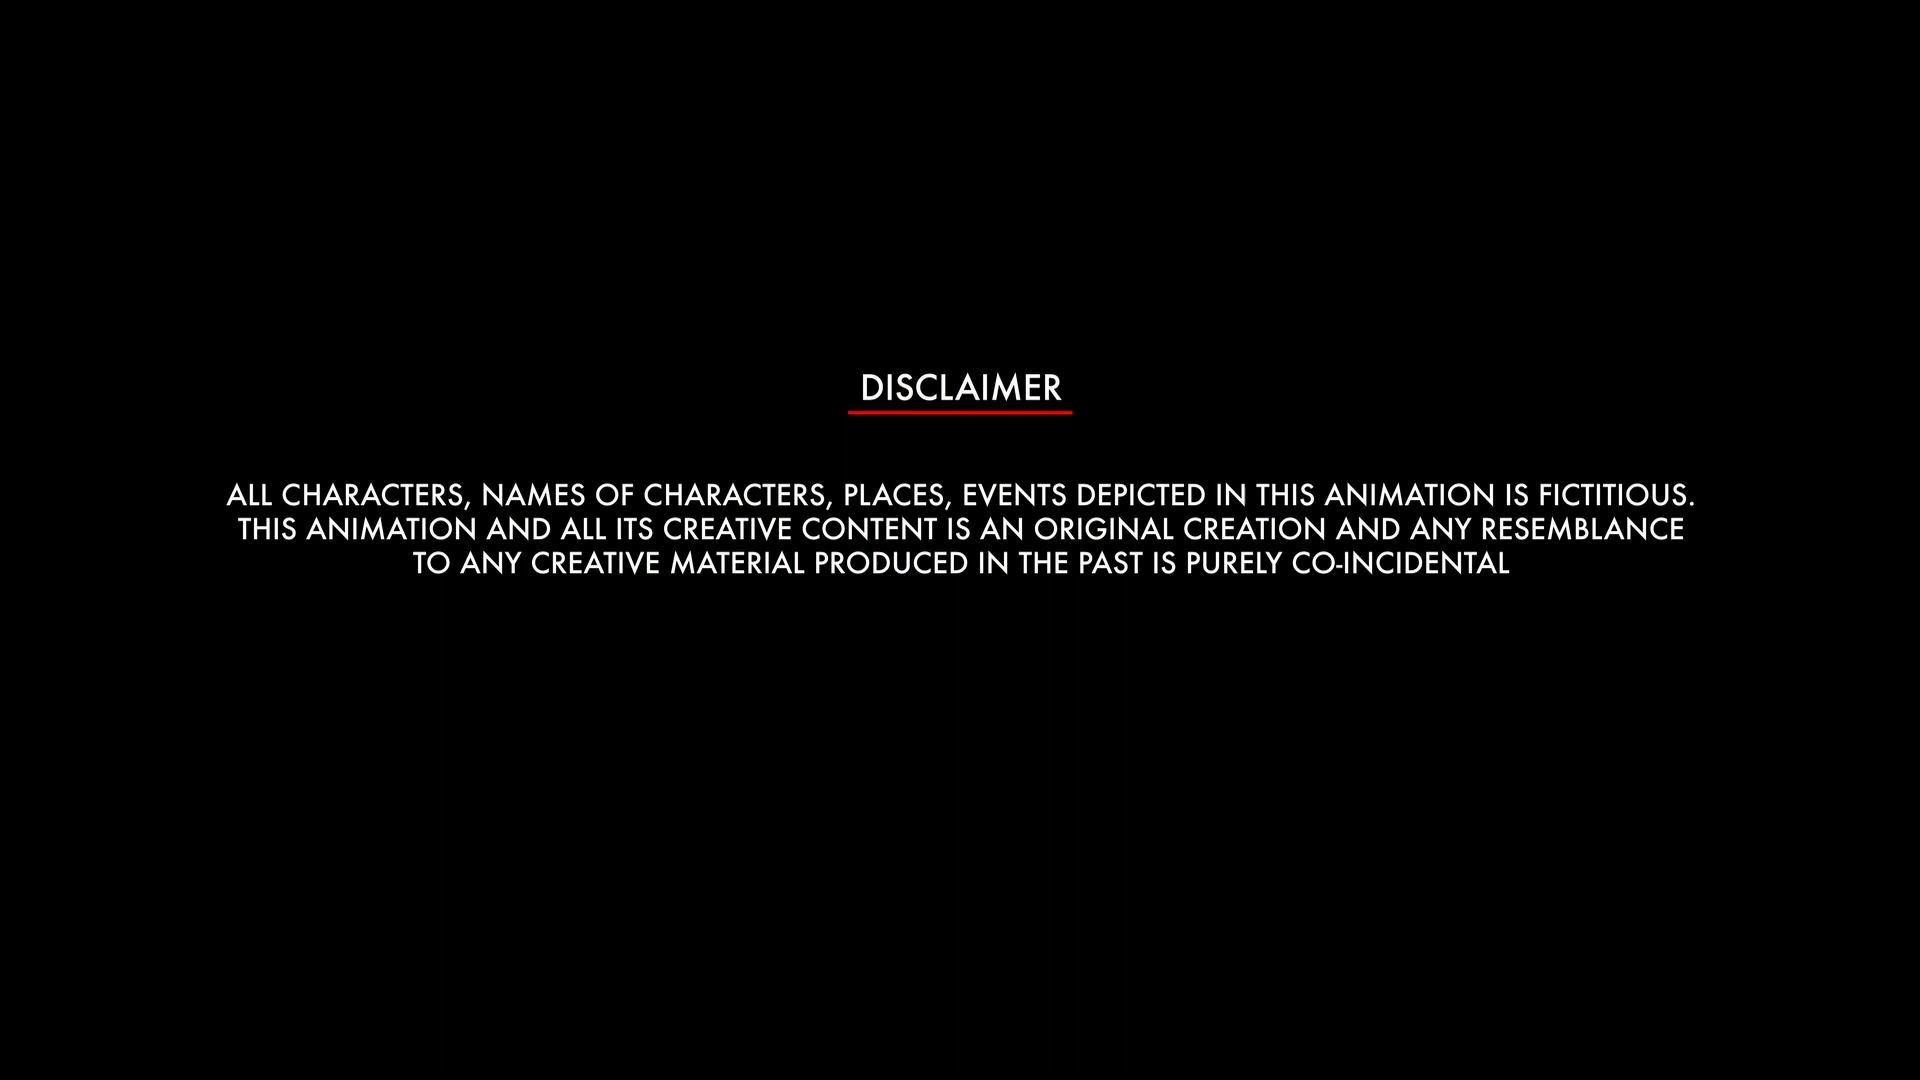 DISCLAIMER
ALL CHARACTERS, NAMES OF CHARACTERS, PLACES, EVENTS DEPICTED IN THIS ANIMATION IS FICTITIOUS.
THIS ANIMATION AND ALL ITS CREATIVE CONTENT IS AN ORIGINAL CREATION AND ANY RESEMBLANCE
TO ANY CREATIVE MATERIAL PRODUCED IN THE PAST IS PURELY CO-INCIDENTAL